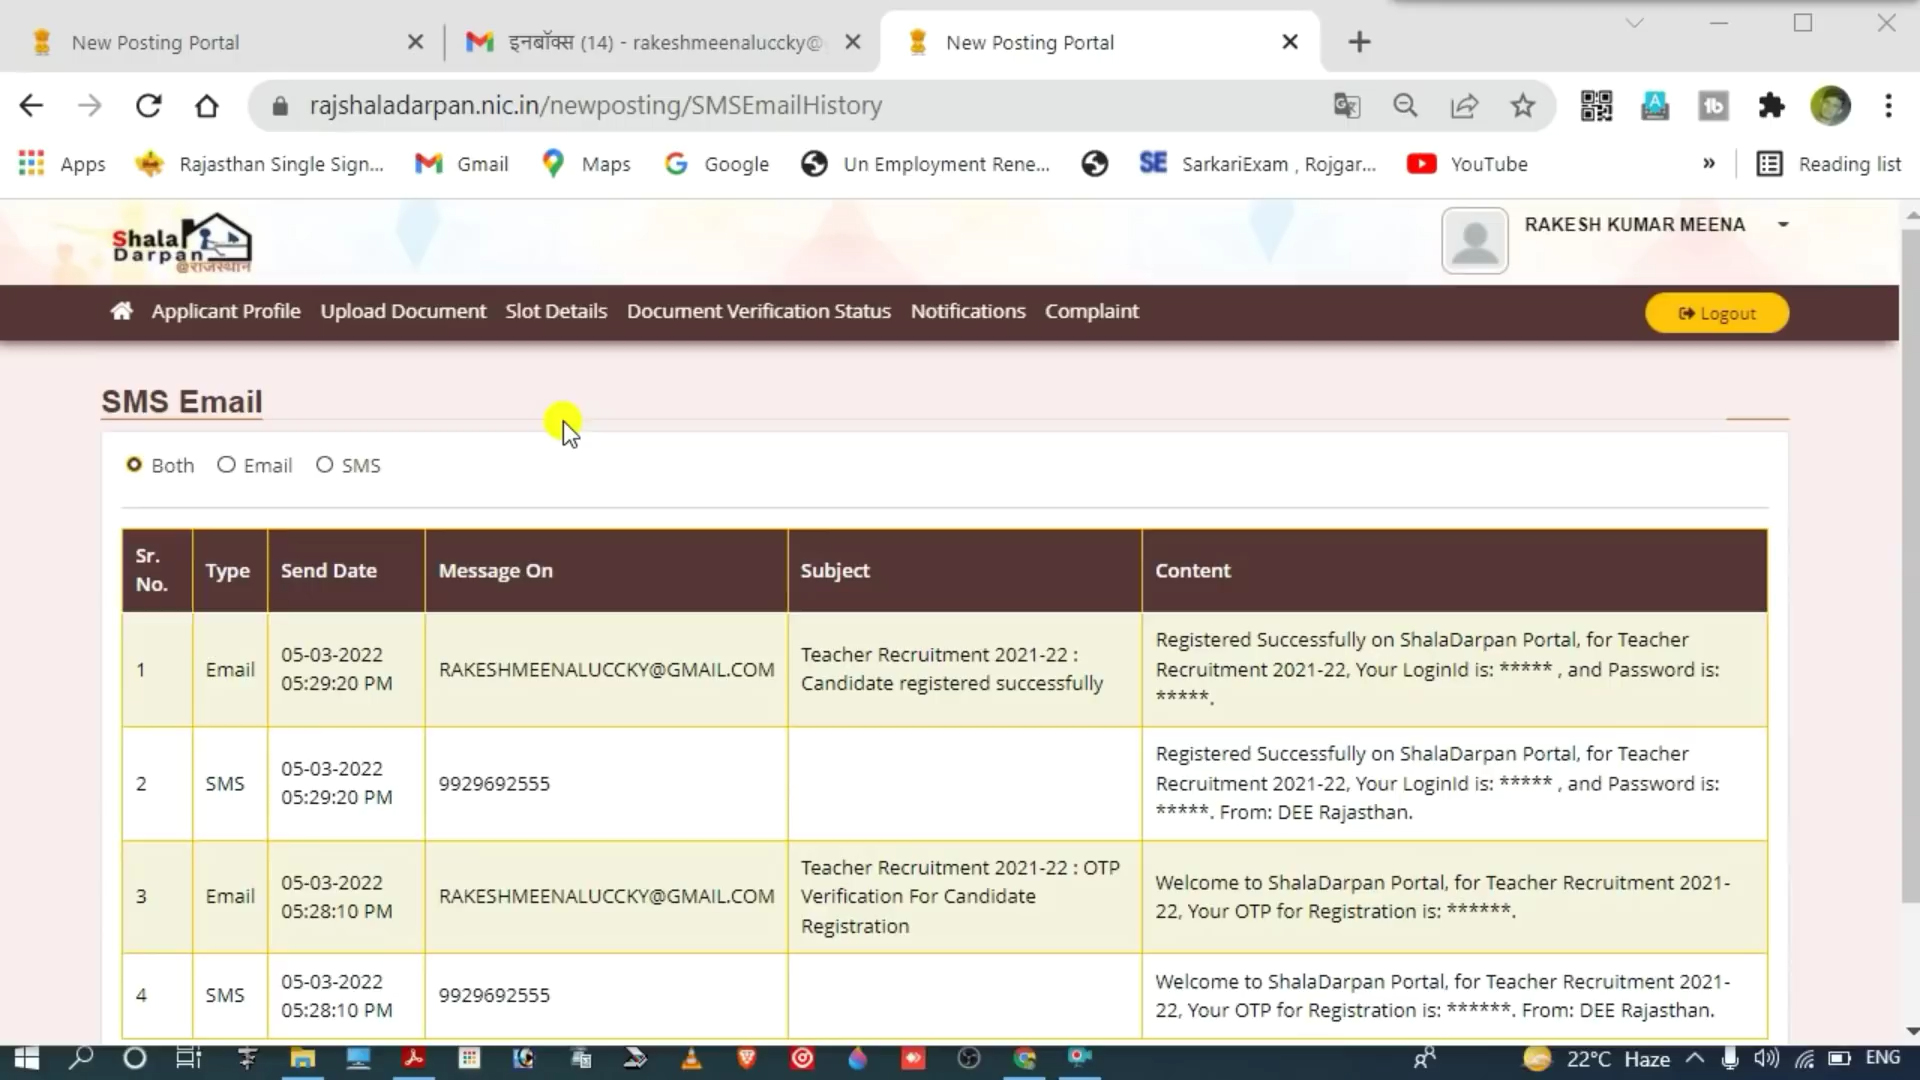 New Posting Portal
इनबॉक्स (14) - rakeshmeenaluccky@
New Posting Portal
rajshaladarpan.nic.in/newposting/SMSEmailHistory
Apps
Rajasthan Single Sign...
Gmail
Maps
Google
Un Employment Rene...
SE
SarkariExam , Rojgar...
YouTube
»
Reading list
Shala
Darpan
@राजस्थान
RAKESH KUMAR MEENA
Applicant Profile
Upload Document
Slot Details
Document Verification Status
Notifications
Complaint
Logout
SMS Email
Both
Email
SMS
Sr.
No.
Type
Send Date
Message On
Subject
Content
1
Email
05-03-2022
05:29:20 PM
RAKESHMEENALUCCKY@GMAIL.COM
Teacher Recruitment 2021-22 :
Candidate registered successfully
Registered Successfully on ShalaDarpan Portal, for Teacher
Recruitment 2021-22, Your LoginId is: ***** , and Password is:
*****.
2
SMS
05-03-2022
05:29:20 PM
9929692555
Registered Successfully on ShalaDarpan Portal, for Teacher
Recruitment 2021-22, Your LoginId is: ***** , and Password is:
*****. From: DEE Rajasthan.
3
Email
05-03-2022
05:28:10 PM
RAKESHMEENALUCCKY@GMAIL.COM
Teacher Recruitment 2021-22 : OTP
Verification For Candidate
Registration
Welcome to ShalaDarpan Portal, for Teacher Recruitment 2021-
22, Your OTP for Registration is: ******.
4
SMS
05-03-2022
05:28:10 PM
9929692555
Welcome to ShalaDarpan Portal, for Teacher Recruitment 2021-
22, Your OTP for Registration is: ******. From: DEE Rajasthan.
22°C Haze
ENG